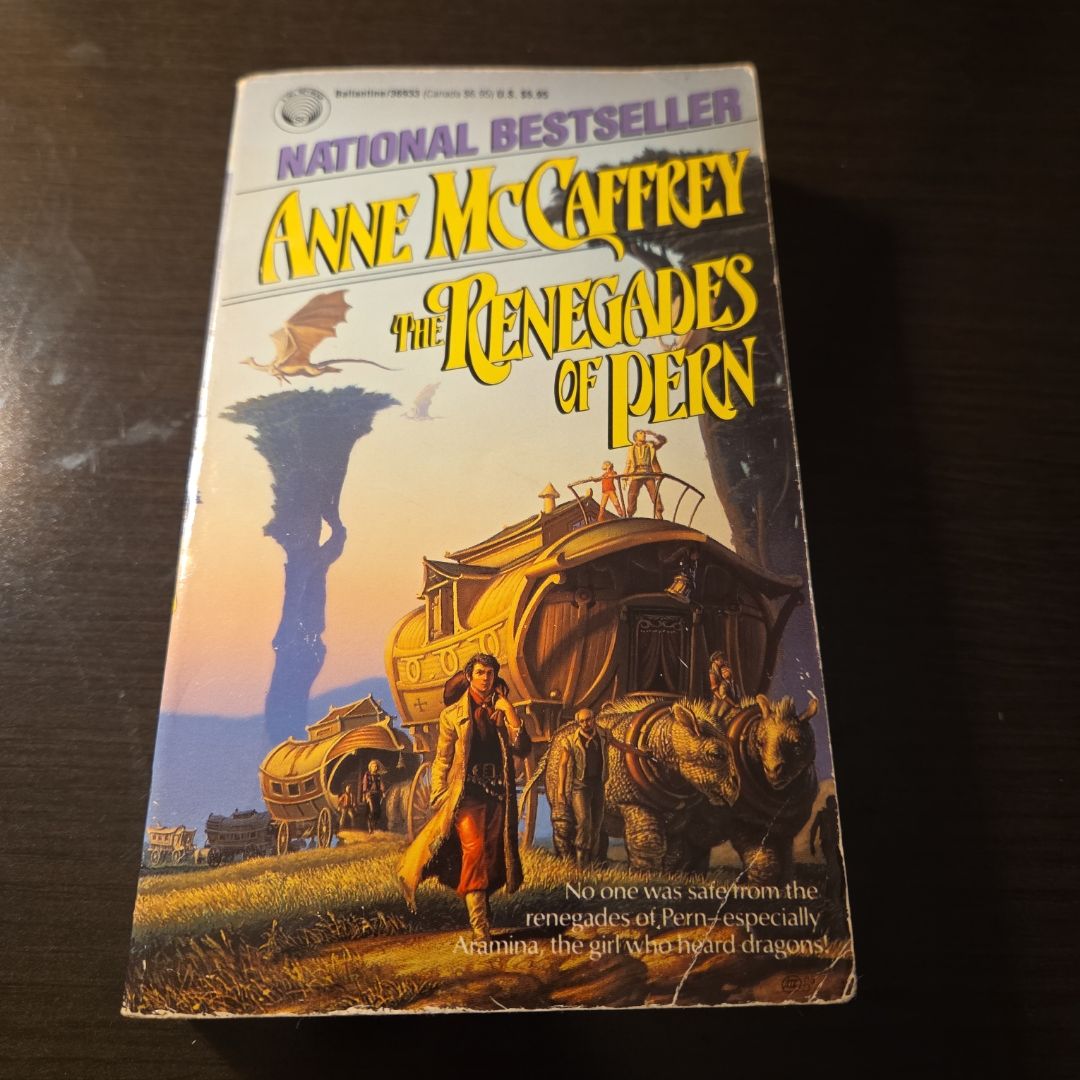 Ballantine/36933 (Canada $6.95) U.S. $5.95
NATIONAL BESTSELLER
ANNE MCCAFFREY
THE RENEGADES
OF PERN
No one was safe from the
renegades of Pern—especially
Aramina, the girl who heard dragons!